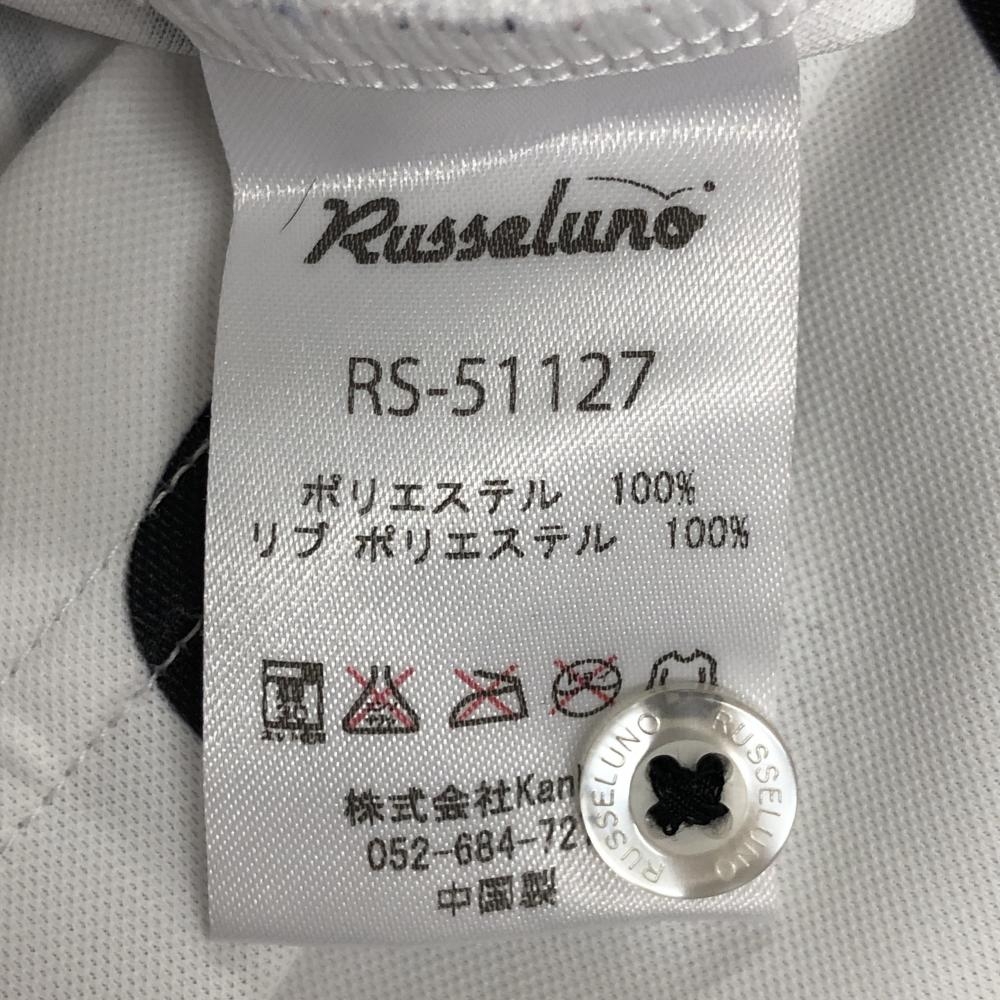 Russeluno
RS-51127
ポリエステル 100%
リブ ポリエステル 100%
株式会社Kan
052-684-72
中国製
RUSSELUNO RUSSELUNO